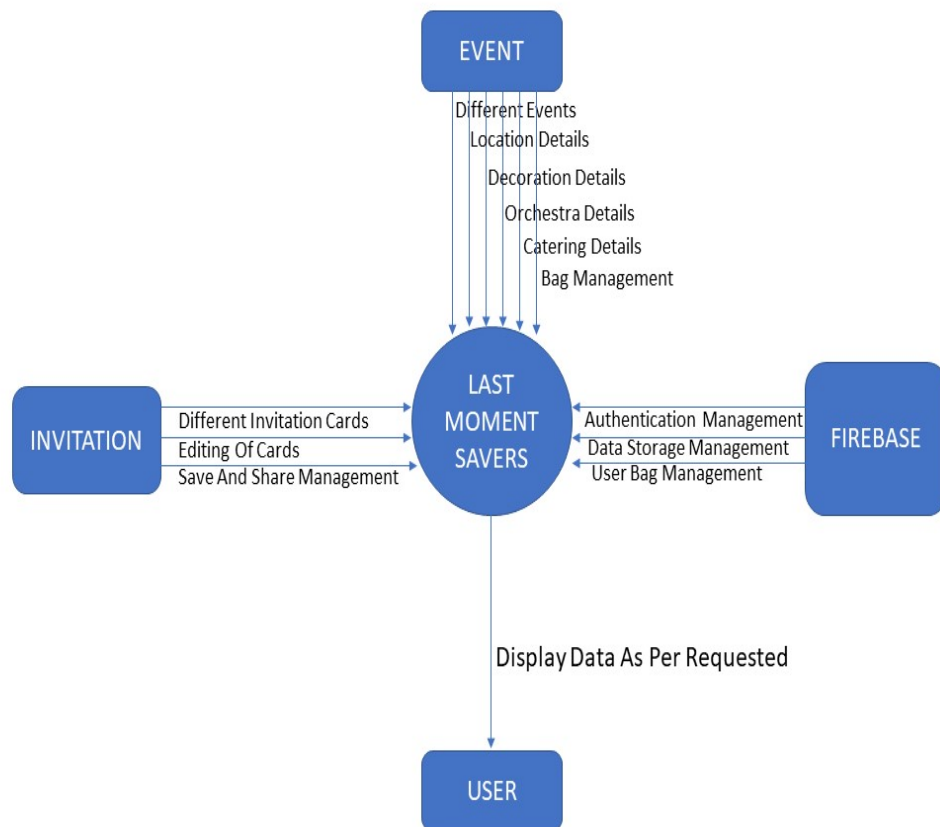 EVENT
Different Events
Location Details
Decoration Details
Orchestra Details
Catering Details
Bag Management
LAST
MOMENT
SAVERS
INVITATION
Different Invitation Cards
Editing Of Cards
Save And Share Management
Authentication Management
Data Storage Management
User Bag Management
FIREBASE
Display Data As Per Requested
USER